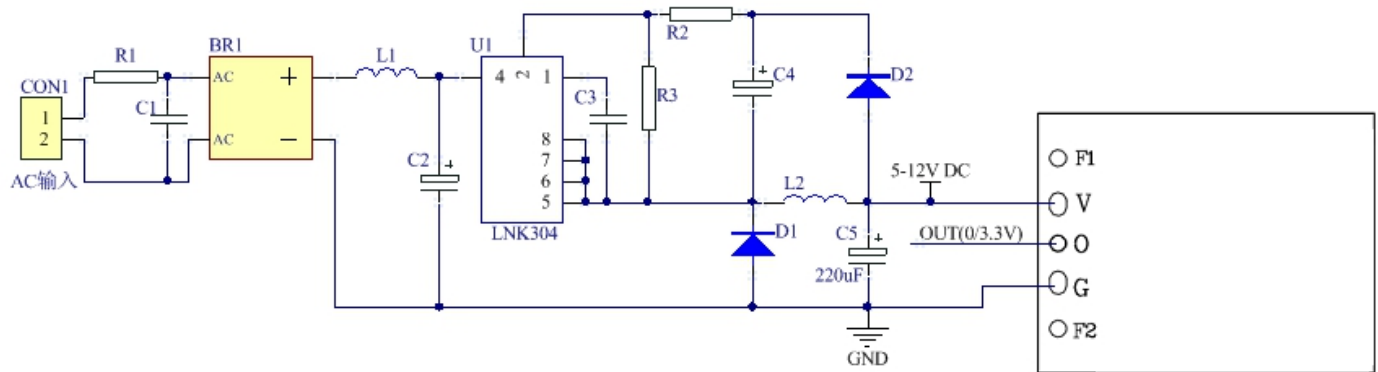 R1
BR1
CON1
1
2
AC输入
C1
AC
+
AC
−
L1
C2
+
U1
4
2
1
8
7
6
5
LNK304
C3
R3
R2
+
C4
D2
L2
D1
C5
+
220uF
5-12V DC
OUT(0/3.3V)
GND
F1
V
O
G
F2